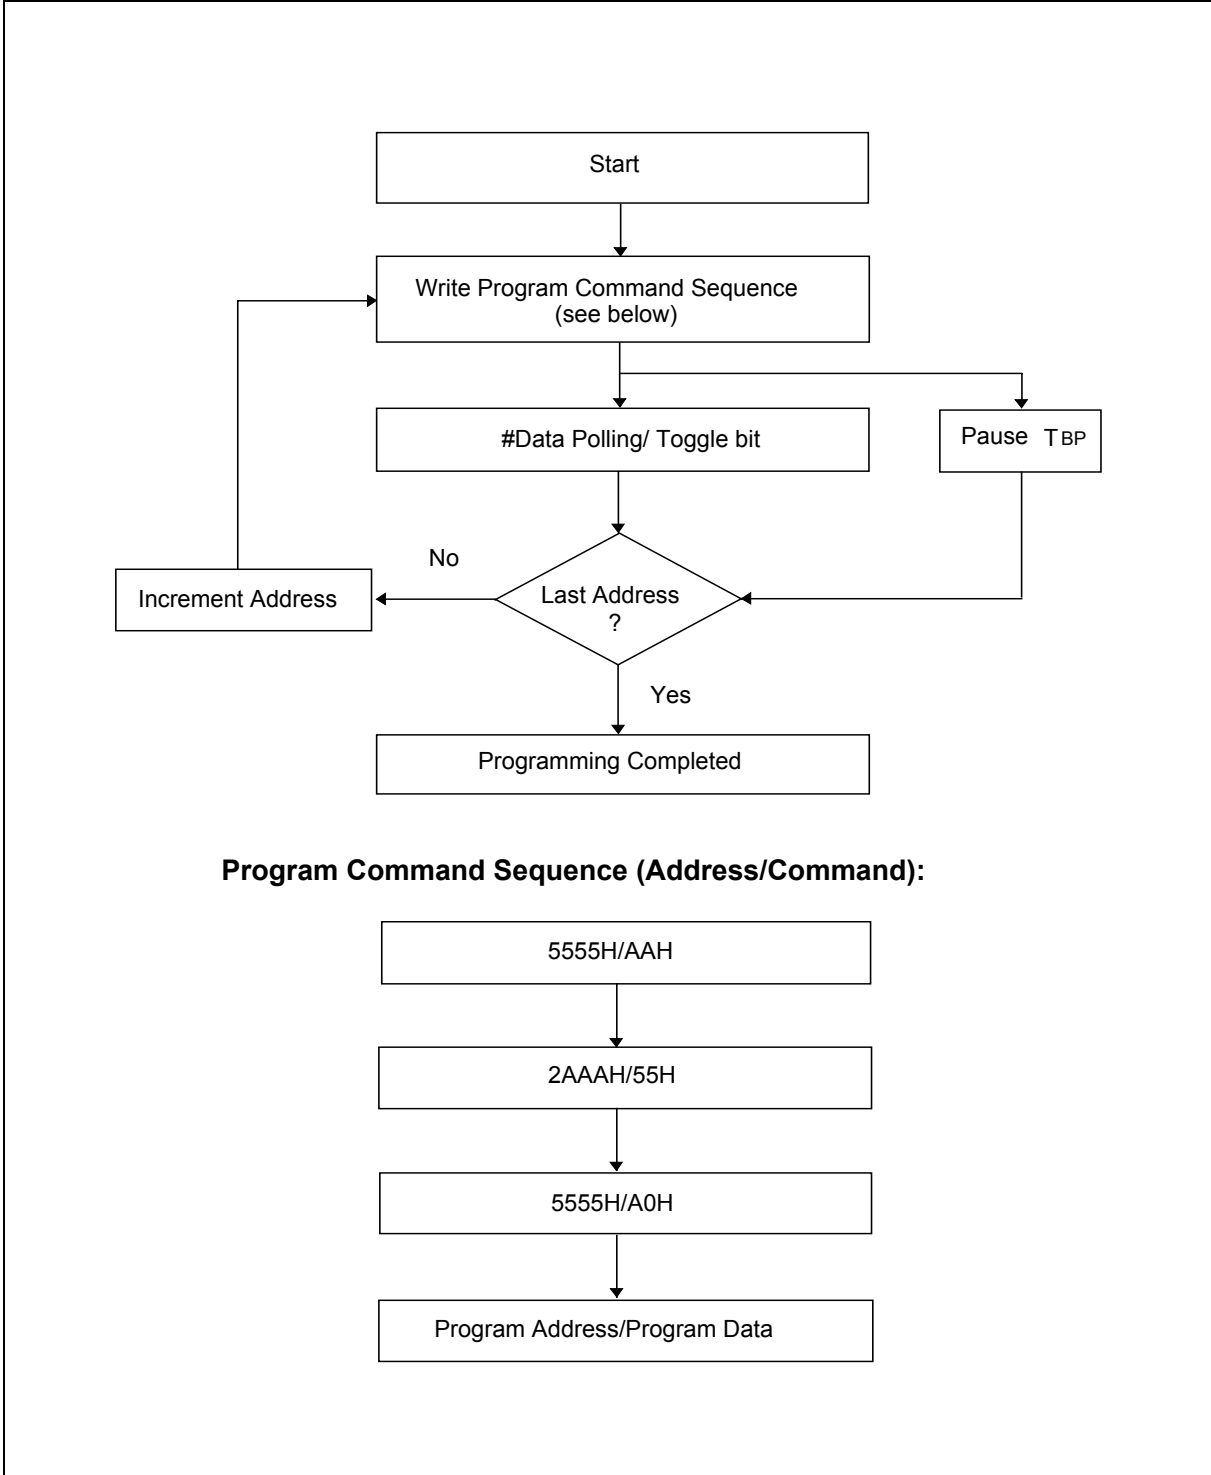 Start
Write Program Command Sequence
(see below)
#Data Polling/ Toggle bit
Pause TBP
No
Increment Address
Last Address
?
Yes
Programming Completed
Program Command Sequence (Address/Command):
5555H/AAH
2AAAH/55H
5555H/A0H
Program Address/Program Data